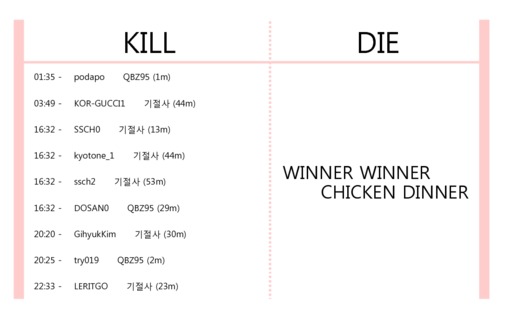 KILL
DIE
01:35 - podapo QBZ95 (1m)
03:49 - KOR-GUCCI1 기절사 (44m)
16:32 - SSCH0 기절사 (13m)
16:32 - kyotone_1 기절사 (44m)
16:32 - ssch2 기절사 (53m)
16:32 - DOSAN0 QBZ95 (29m)
20:20 - GihyukKim 기절사 (30m)
20:25 - try019 QBZ95 (2m)
22:33 - LERITGO 기절사 (23m)
WINNER WINNER
CHICKEN DINNER